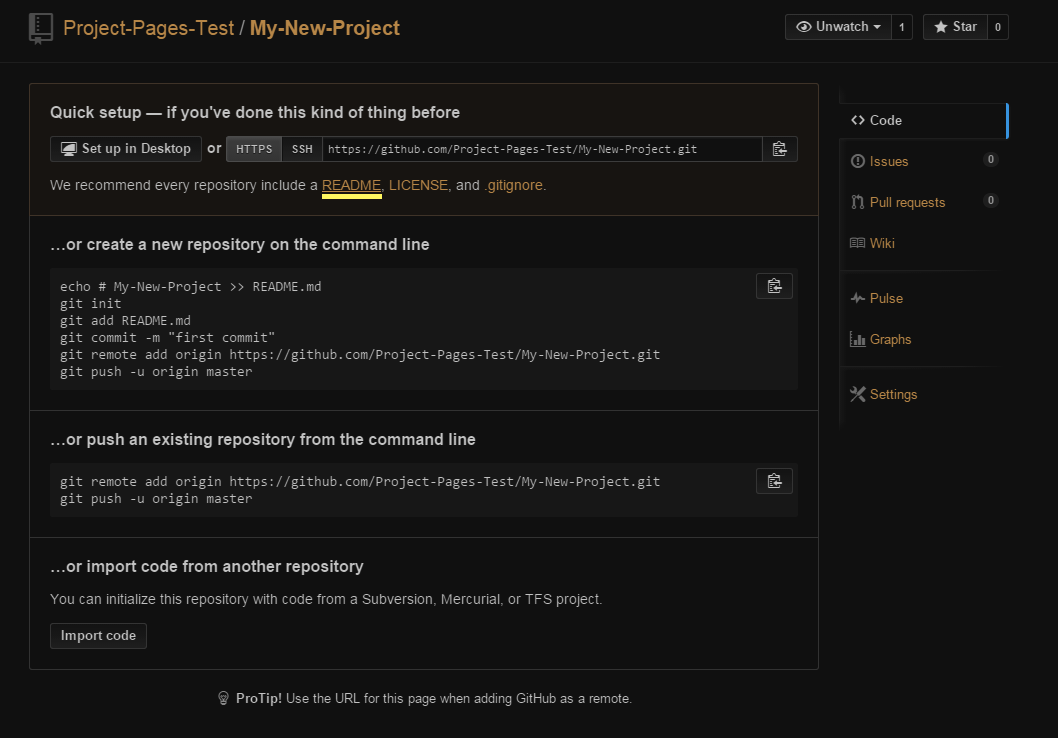 Project-Pages-Test / My-New-Project
Unwatch 1
Star 0
Quick setup — if you've done this kind of thing before
Set up in Desktop or HTTPS SSH https://github.com/Project-Pages-Test/My-New-Project.git
We recommend every repository include a README, LICENSE, and .gitignore.
…or create a new repository on the command line
echo # My-New-Project >> README.md
git init
git add README.md
git commit -m "first commit"
git remote add origin https://github.com/Project-Pages-Test/My-New-Project.git
git push -u origin master
…or push an existing repository from the command line
git remote add origin https://github.com/Project-Pages-Test/My-New-Project.git
git push -u origin master
…or import code from another repository
You can initialize this repository with code from a Subversion, Mercurial, or TFS project.
Import code
ProTip! Use the URL for this page when adding GitHub as a remote.
Code
Issues 0
Pull requests 0
Wiki
Pulse
Graphs
Settings